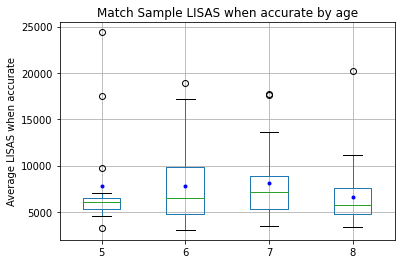 Match Sample LISAS when accurate by age
Average LISAS when accurate
25000
20000
15000
10000
5000
5 6 7 8